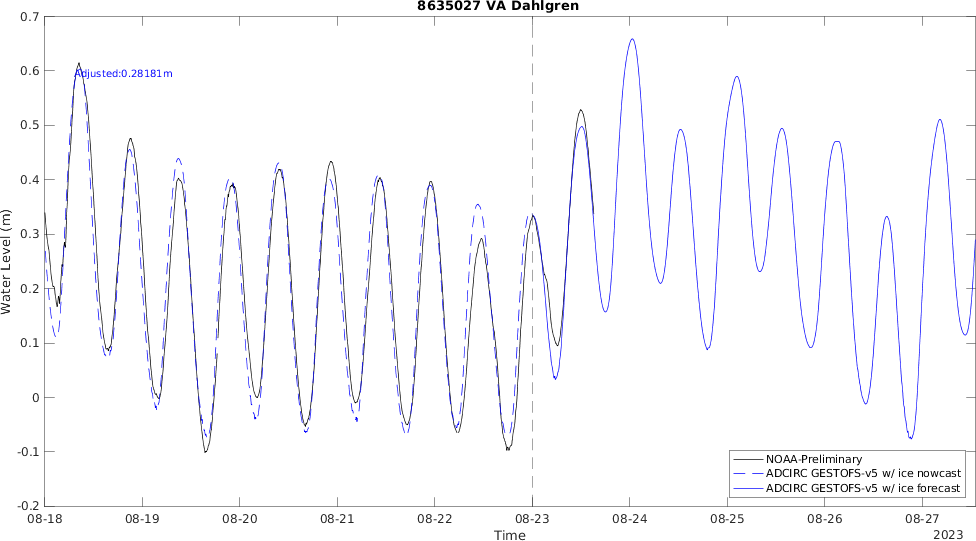 8635027 VA Dahlgren
Water Level (m)
0.7
0.6
0.5
0.4
0.3
0.2
0.1
0
-0.1
-0.2
Adjusted:0.28181m
NOAA-Preliminary
ADCIRC GESTOFS-v5 w/ ice nowcast
ADCIRC GESTOFS-v5 w/ ice forecast
08-18 08-19 08-20 08-21 08-22 08-23 08-24 08-25 08-26 08-27
Time
2023